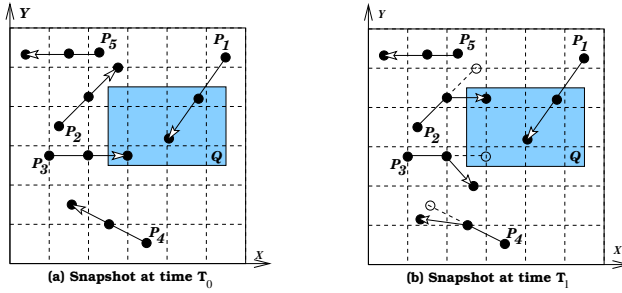 Y
P5
P1
P2
P3
Q
P4
X
(a) Snapshot at time T0
Y
P5
P1
P2
P3
Q
P4
X
(b) Snapshot at time T1